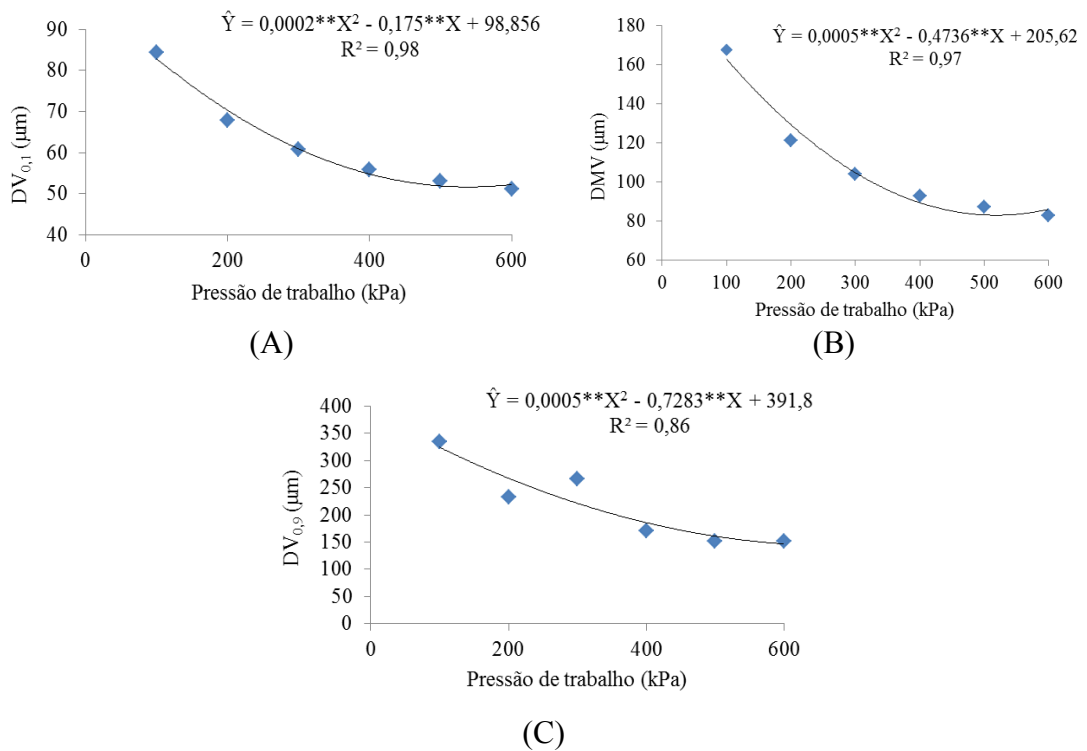 Ŷ = 0,0002**X² - 0,175**X + 98,856
R² = 0,98
90
80
70
60
50
40
0
200
400
600
DV₀,₁ (µm)
Pressão de trabalho (kPa)
(A)
Ŷ = 0,0005**X² - 0,4736**X + 205,62
R² = 0,97
180
160
140
120
100
80
60
0
100
200
300
400
500
600
DMV (µm)
Pressão de trabalho (kPa)
(B)
Ŷ = 0,0005**X² - 0,7283**X + 391,8
R² = 0,86
400
350
300
250
200
150
100
50
0
0
200
400
600
DV₀,₉ (µm)
Pressão de trabalho (kPa)
(C)